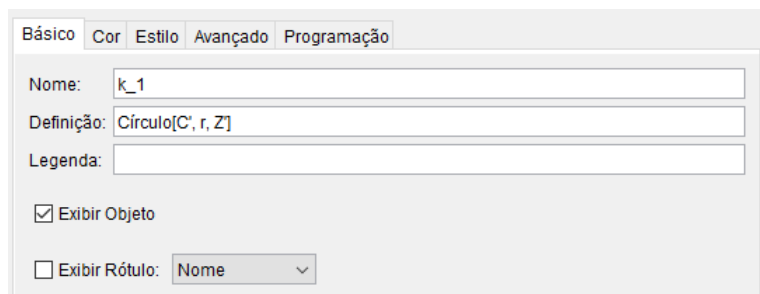 Básico Cor Estilo Avançado Programação
Nome: k_1
Definição: Círculo[C', r, Z']
Legenda:
Exibir Objeto
Exibir Rótulo: Nome